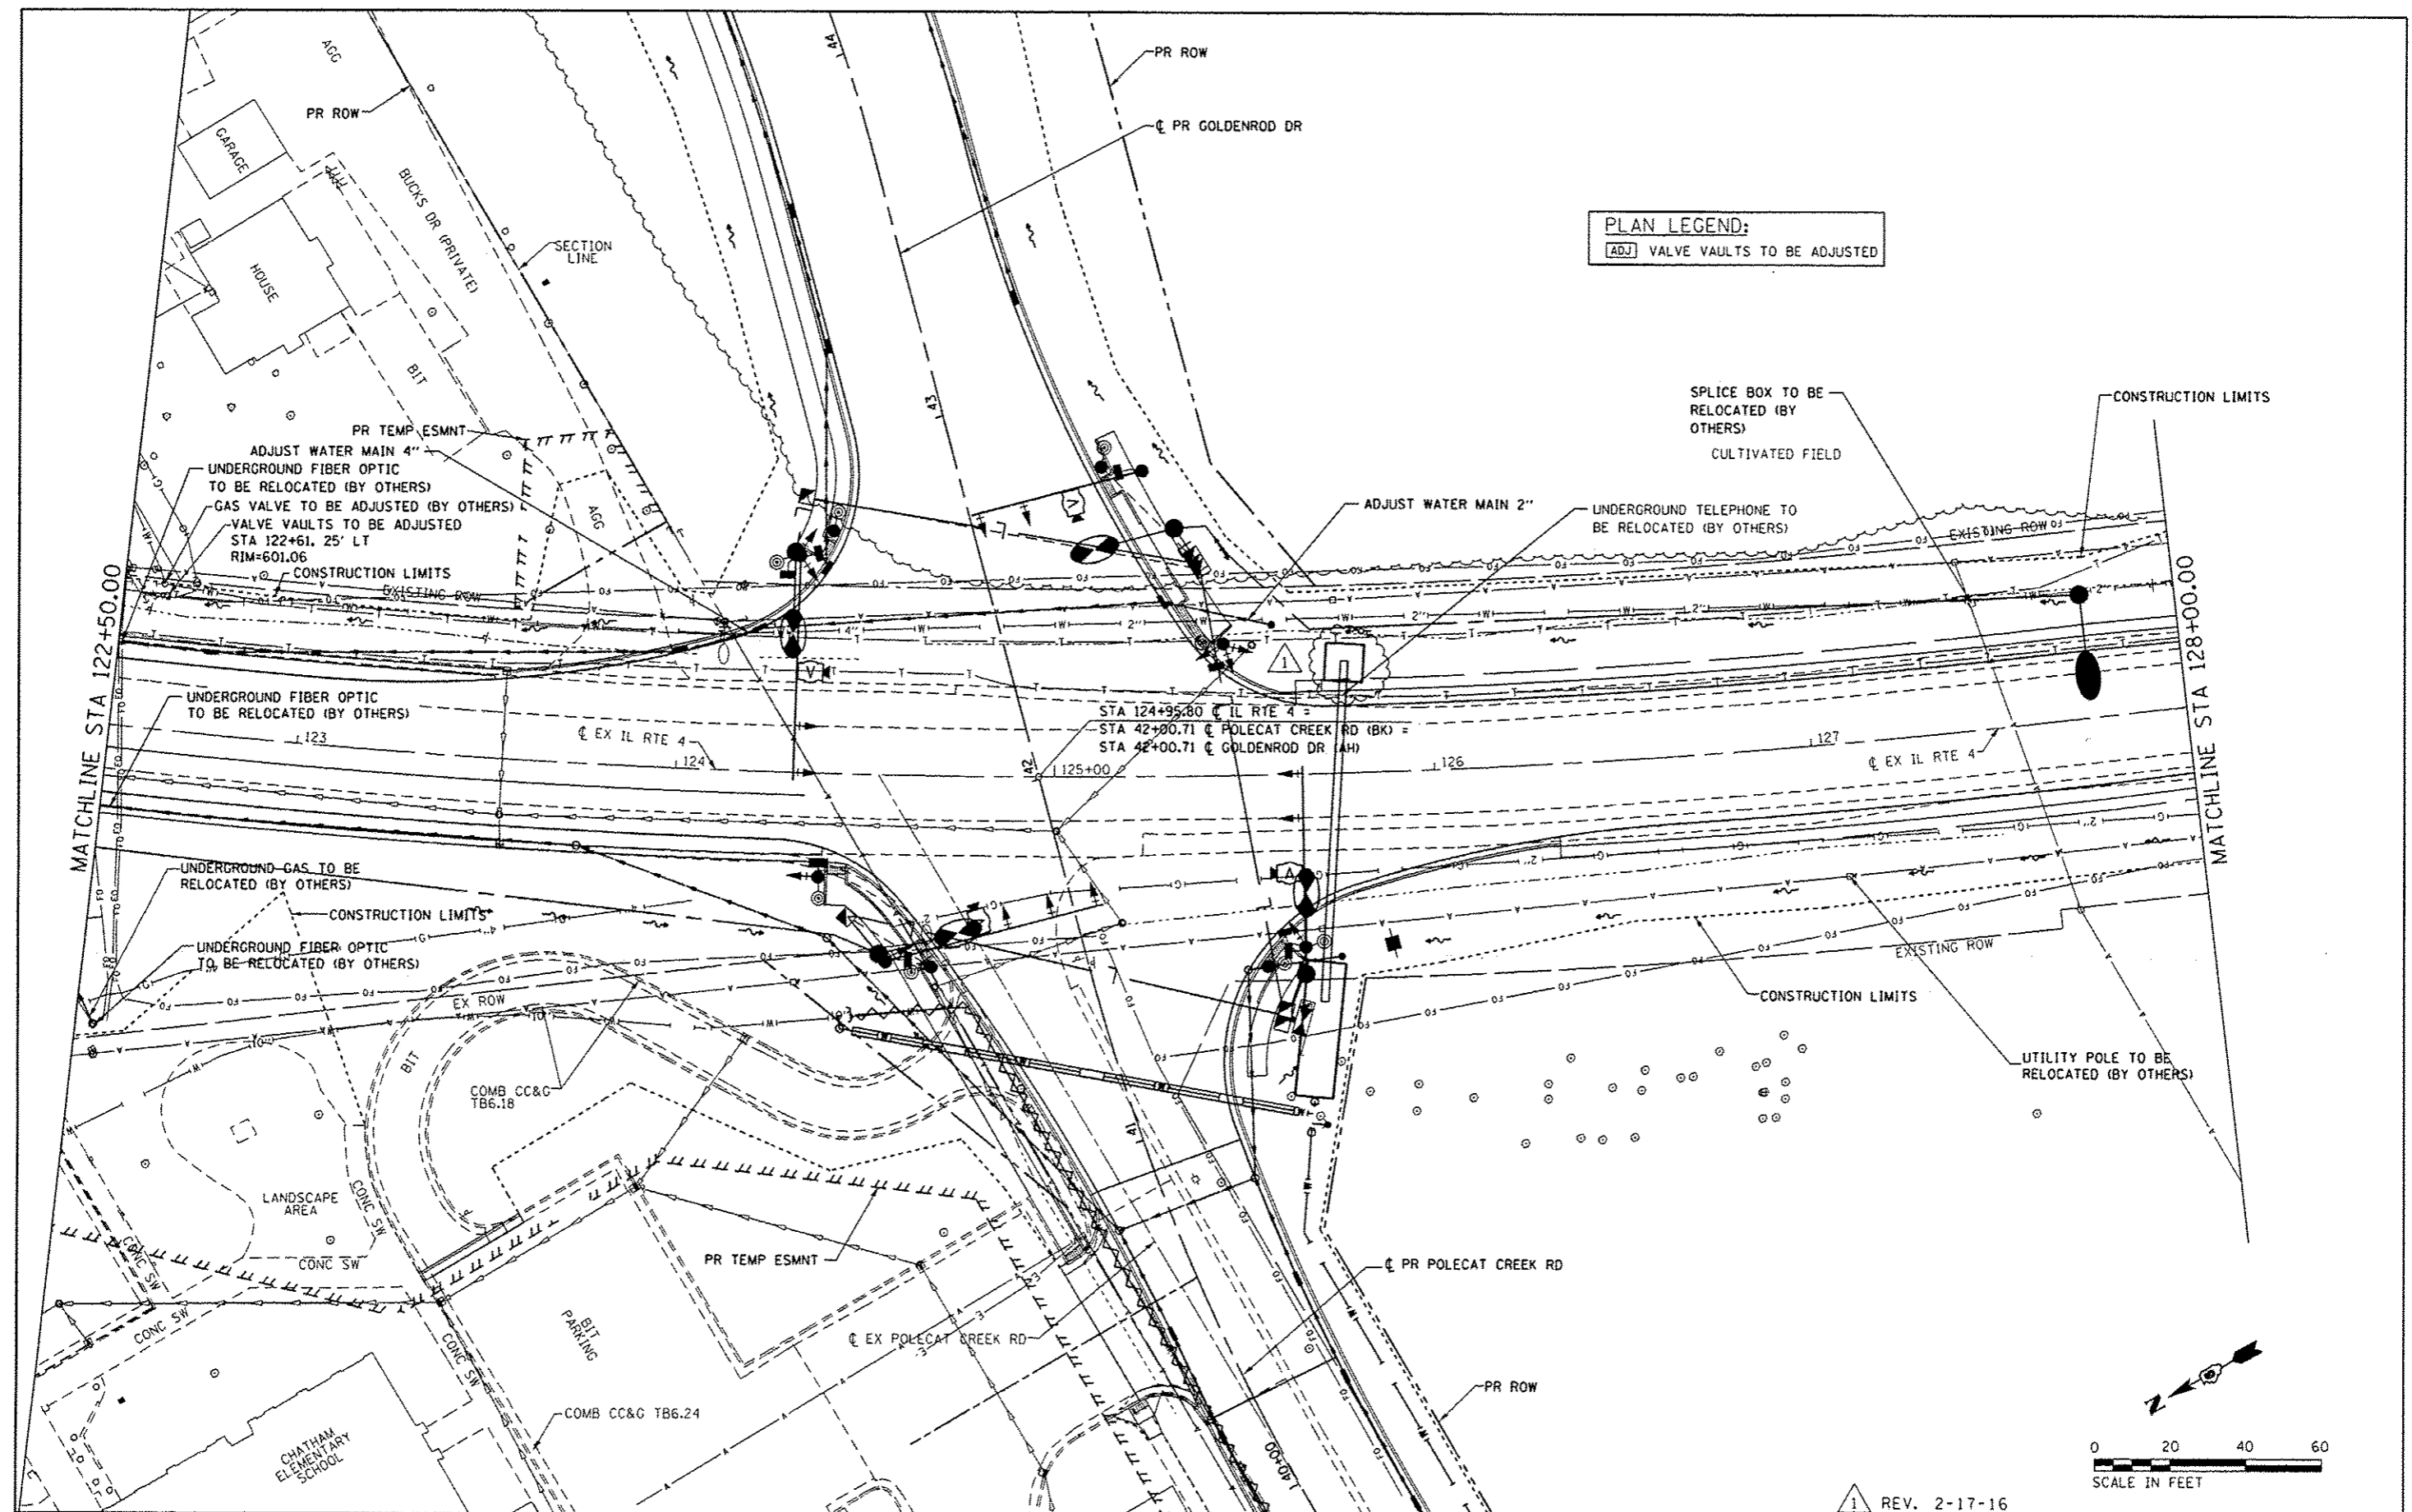 AGG
44
PR ROW
PR ROW
GARAGE
℄ PR GOLDENROD DR
BUCKS DR (PRIVATE)
PLAN LEGEND:
ADJ VALVE VAULTS TO BE ADJUSTED
SECTION
LINE
HOUSE
BIT
43
SPLICE BOX TO BE
RELOCATED (BY
OTHERS)
CONSTRUCTION LIMITS
CULTIVATED FIELD
PR TEMP ESMNT
ADJUST WATER MAIN 4"
UNDERGROUND FIBER OPTIC
TO BE RELOCATED (BY OTHERS)
GAS VALVE TO BE ADJUSTED (BY OTHERS)
VALVE VAULTS TO BE ADJUSTED
STA 122+61, 25' LT
RIM=601.06
CONSTRUCTION LIMITS
AGG
ADJUST WATER MAIN 2"
UNDERGROUND TELEPHONE TO
BE RELOCATED (BY OTHERS)
EXISTING ROW
EXISTING ROW
MATCHLINE STA 122+50.00
MATCHLINE STA 128+00.00
4"
2"
2"
2"
2"
1
UNDERGROUND FIBER OPTIC
TO BE RELOCATED (BY OTHERS)
STA 124+95.80 ℄ IL RTE 4 =
STA 42+00.71 ℄ POLECAT CREEK RD (BK) =
STA 42+00.71 ℄ GOLDENROD DR (AH)
123
℄ EX IL RTE 4
124
42
125+00
126
127
℄ EX IL RTE 4
UNDERGROUND GAS TO BE
RELOCATED (BY OTHERS)
CONSTRUCTION LIMITS
2"
2"
4"
UNDERGROUND FIBER OPTIC
TO BE RELOCATED (BY OTHERS)
EX ROW
EXISTING ROW
CONSTRUCTION LIMITS
BIT
COMB CC&G
TB6.18
UTILITY POLE TO BE
RELOCATED (BY OTHERS)
41
LANDSCAPE
AREA
CONC SW
CONC SW
CONC SW
PR TEMP ESMNT
℄ PR POLECAT CREEK RD
CONC SW
BIT
PARKING
℄ EX POLECAT CREEK RD
CONC SW
PR ROW
COMB CC&G TB6.24
CHATHAM
ELEMENTARY
SCHOOL
40+00
N
0 20 40 60
SCALE IN FEET
1 REV. 2-17-16